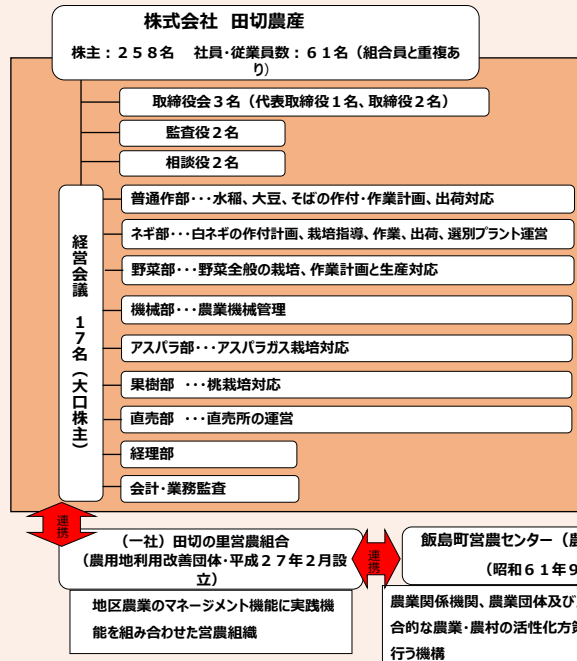 株式会社 田切農産
株主：２５８名 社員･従業員数：６１名（組合員と重複あ
り）
取締役会３名（代表取締役１名、取締役２名）
監査役２名
相談役２名
経営会議 17名（大口株主）
普通作部･･･水稲、大豆、そばの作付･作業計画、出荷対応
ネギ部･･･白ネギの作付計画、栽培指導、作業、出荷、選別プラント運営
野菜部･･･野菜全般の栽培、作業計画と生産対応
機械部･･･農業機械管理
アスパラ部･･･アスパラガス栽培対応
果樹部 ･･･桃栽培対応
直売部 ･･･直売所の運営
経理部
会計･業務監査
連携
（一社）田切の里営農組合
（農用地利用改善団体･平成２７年２月設
立）
地区農業のマネージメント機能に実践機
能を組み合わせた営農組織
連携
飯島町営農センター（農
（昭和６１年９
農業関係機関、農業団体及び
合的な農業･農村の活性化方策
行う機構